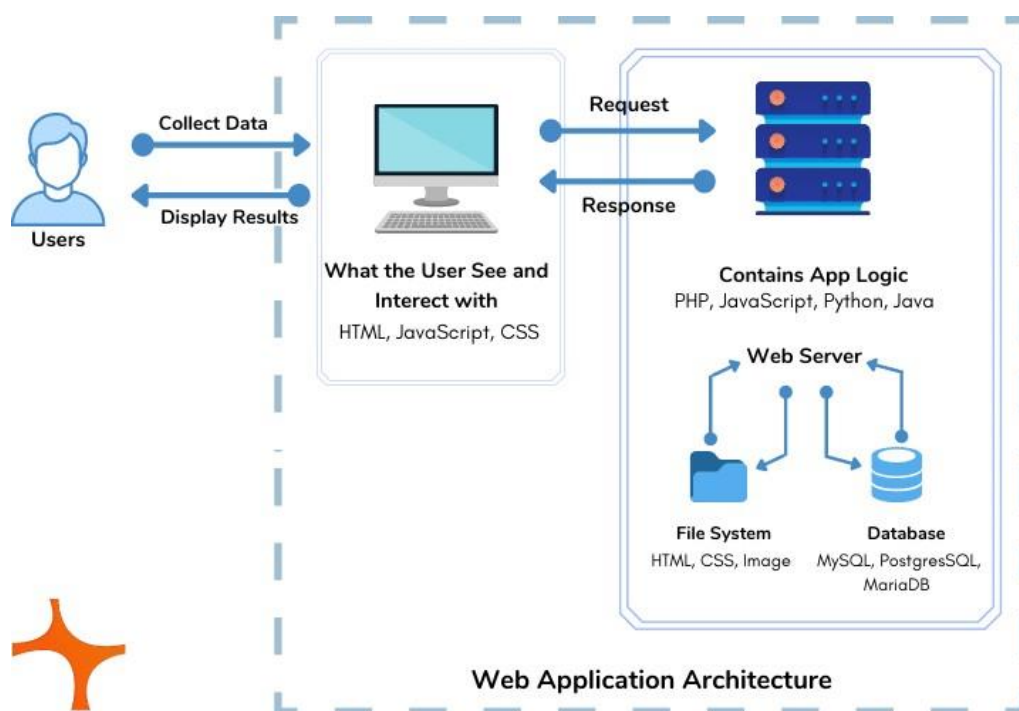 Collect Data
Display Results
Users
What the User See and
Interect with
HTML, JavaScript, CSS
Request
Response
Contains App Logic
PHP, JavaScript, Python, Java
Web Server
File System
HTML, CSS, Image
Database
MySQL, PostgresSQL,
MariaDB
Web Application Architecture